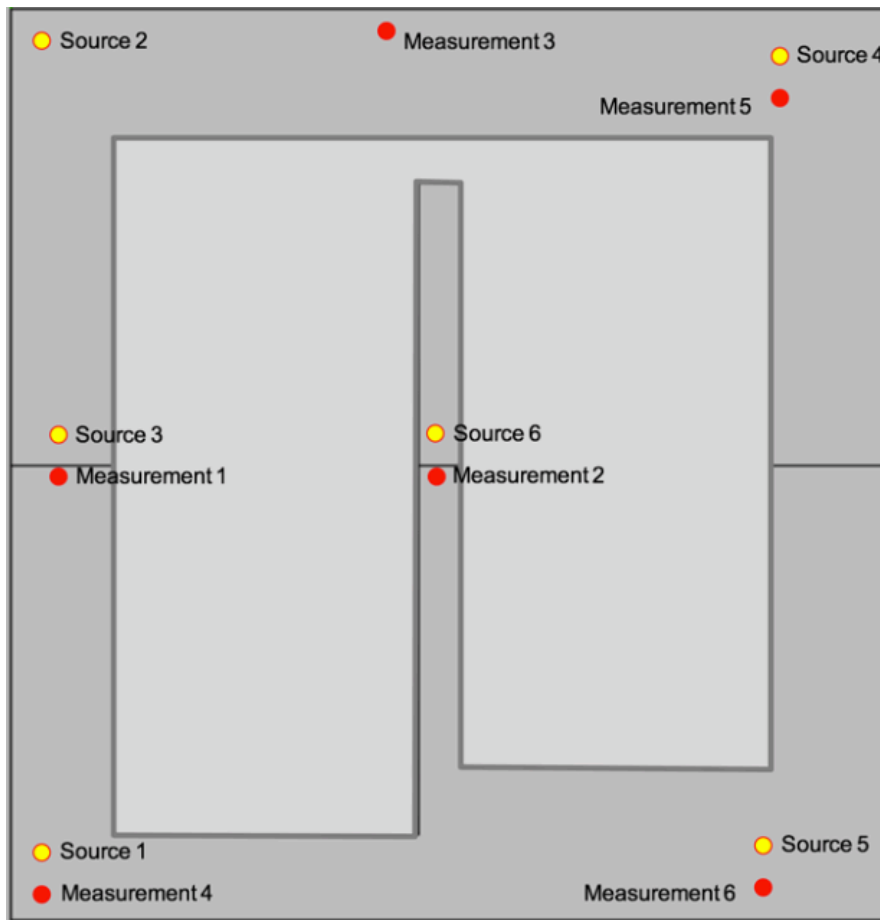 Source 2
Measurement 3
Source 4
Measurement 5
Source 3
Source 6
Measurement 1
Measurement 2
Source 1
Source 5
Measurement 4
Measurement 6